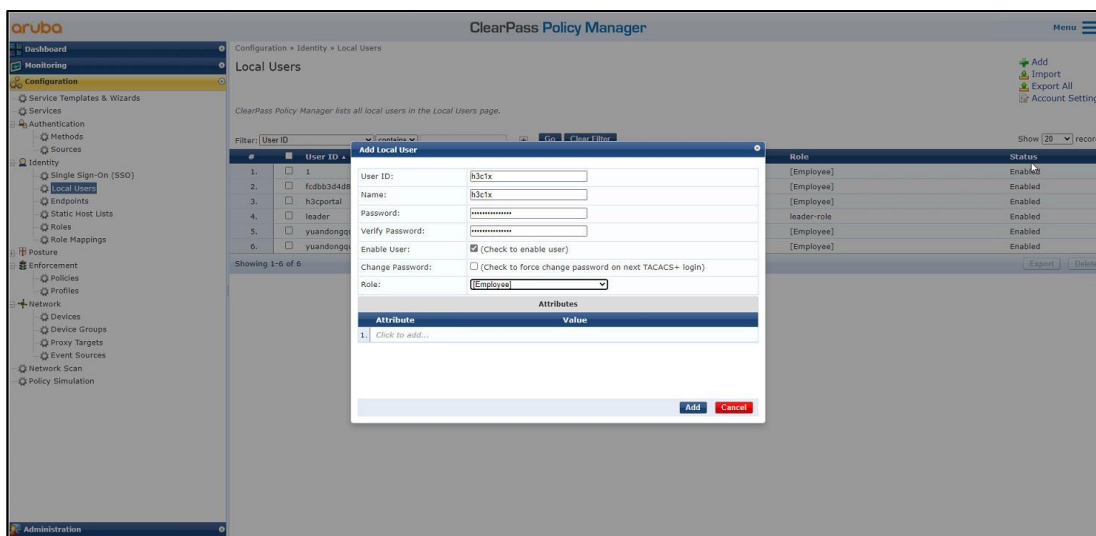 aruba
ClearPass Policy Manager
Menu
Dashboard
Monitoring
Configuration
Service Templates & Wizards
Services
Authentication
Methods
Sources
Identity
Single Sign-On (SSO)
Local Users
Endpoints
Static Host Lists
Roles
Role Mappings
Posture
Enforcement
Policies
Profiles
Network
Devices
Device Groups
Proxy Targets
Event Sources
Network Scan
Policy Simulation
Administration
Configuration » Identity » Local Users
Local Users
Add
Import
Export All
Account Setting
ClearPass Policy Manager lists all local users in the Local Users page.
Filter: User ID contains Go Clear Filter Show 20 recor
# User ID Role Status
1. 1 [Employee] Enabled
2. fcdbb3d4d8 [Employee] Enabled
3. h3cportal [Employee] Enabled
4. leader leader-role Enabled
5. yuandongqu [Employee] Enabled
6. yuandongqu [Employee] Enabled
Showing 1-6 of 6 Export Delete
Add Local User
User ID: h3c1x
Name: h3c1x
Password:
Verify Password:
Enable User: (Check to enable user)
Change Password: (Check to force change password on next TACACS+ login)
Role: [Employee]
Attributes
Attribute Value
1. Click to add...
Add Cancel